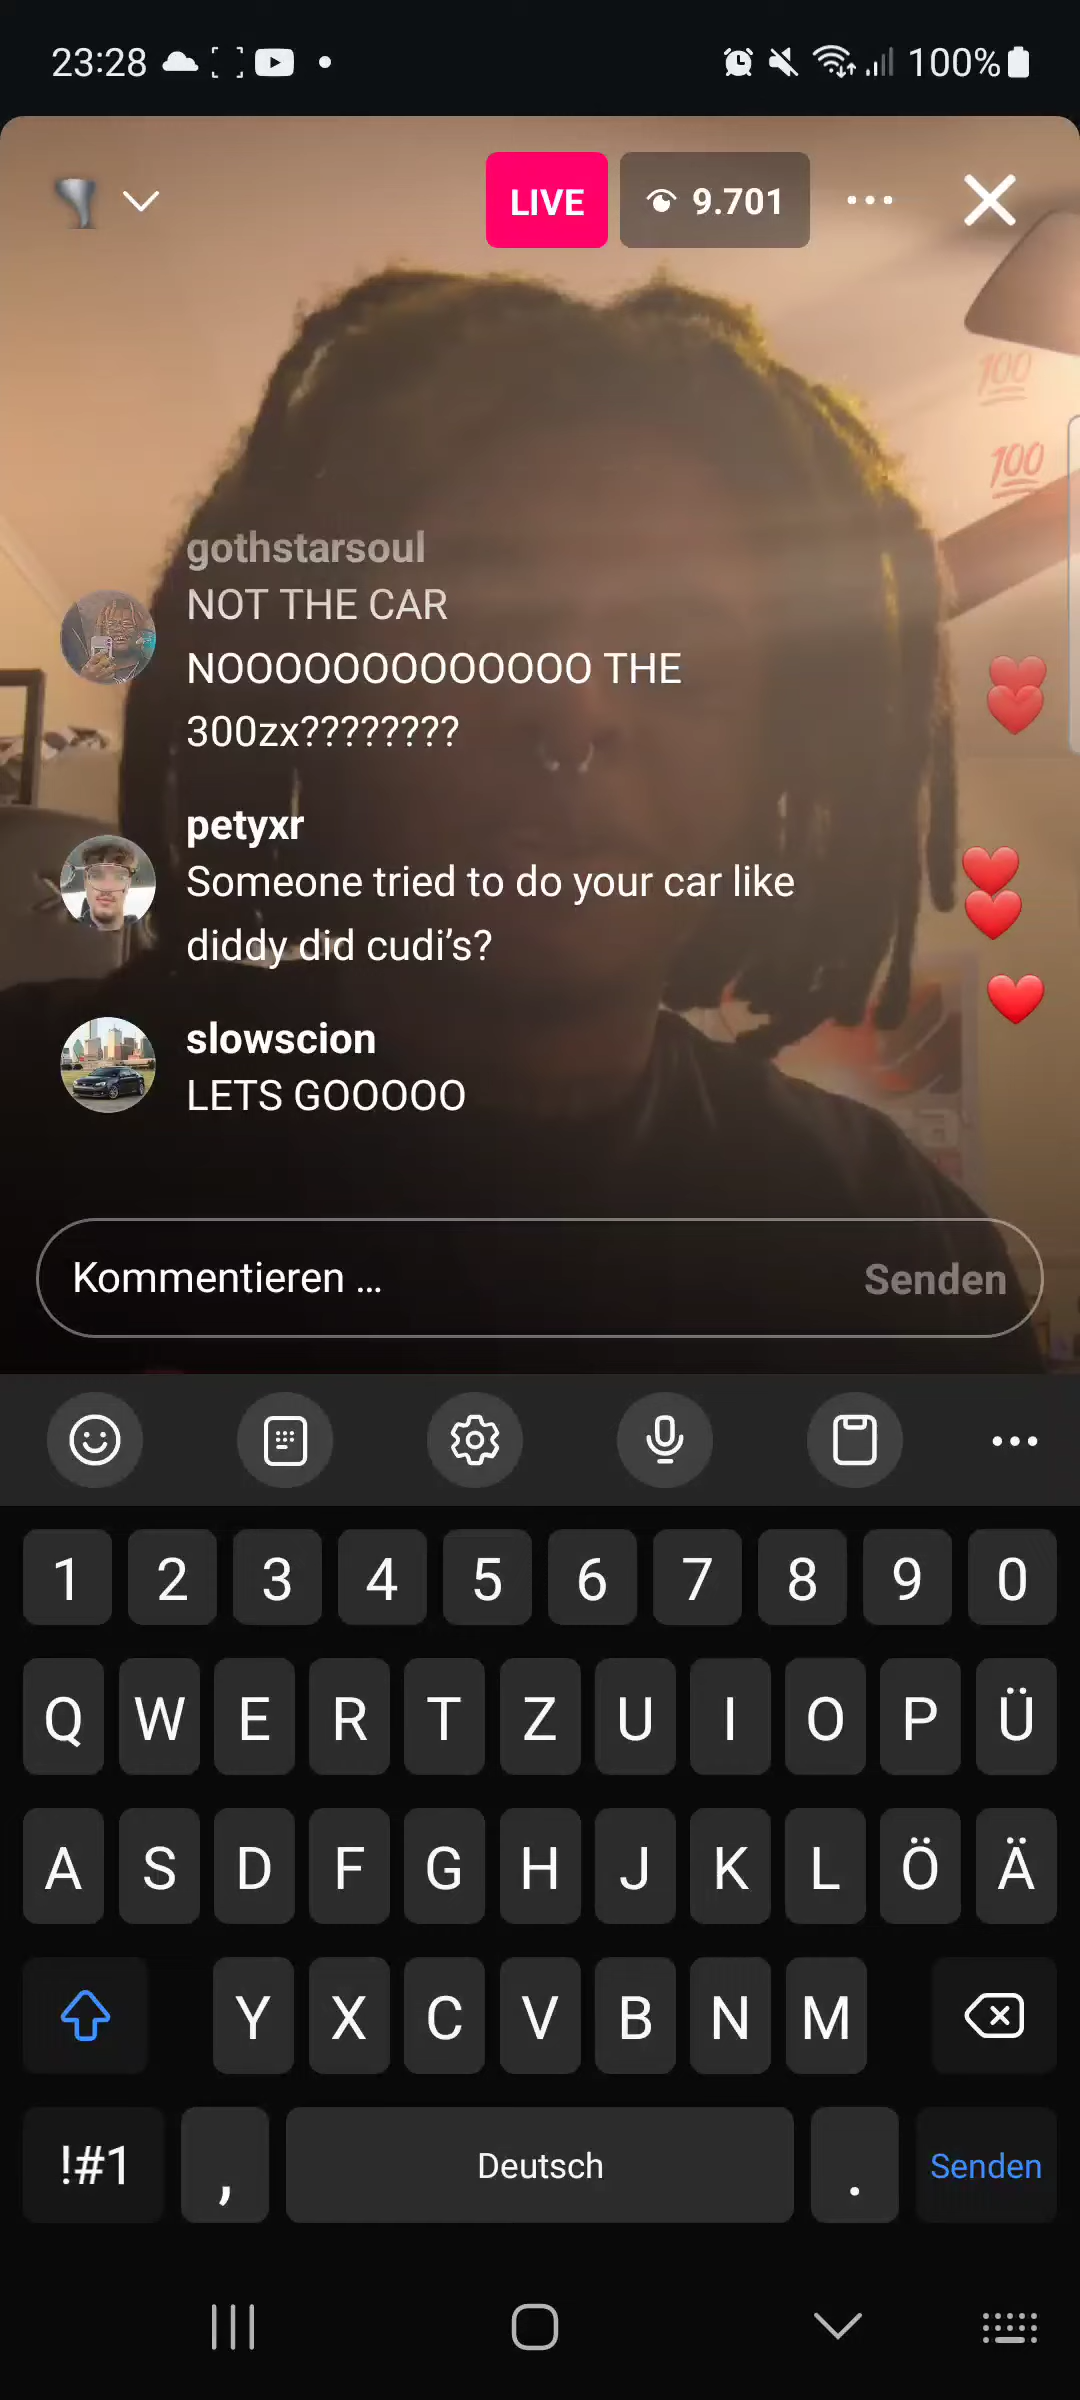 23:28
100%
LIVE
9.701
100
100
gothstarsoul
NOT THE CAR
NOOOOOOOOOOOOO THE
300zx????????
petyxr
Someone tried to do your car like
diddy did cudi’s?
slowscion
LETS GOOOOO
Kommentieren ...
Senden
1 2 3 4 5 6 7 8 9 0
Q W E R T Z U I O P Ü
A S D F G H J K L Ö Ä
Y X C V B N M
!#1 , Deutsch . Senden